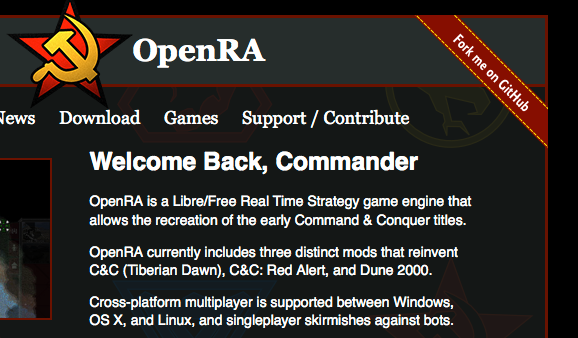 OpenRA
Fork me on GitHub
News Download Games Support / Contribute
Welcome Back, Commander
OpenRA is a Libre/Free Real Time Strategy game engine that
allows the recreation of the early Command & Conquer titles.
OpenRA currently includes three distinct mods that reinvent
C&C (Tiberian Dawn), C&C: Red Alert, and Dune 2000.
Cross-platform multiplayer is supported between Windows,
OS X, and Linux, and singleplayer skirmishes against bots.